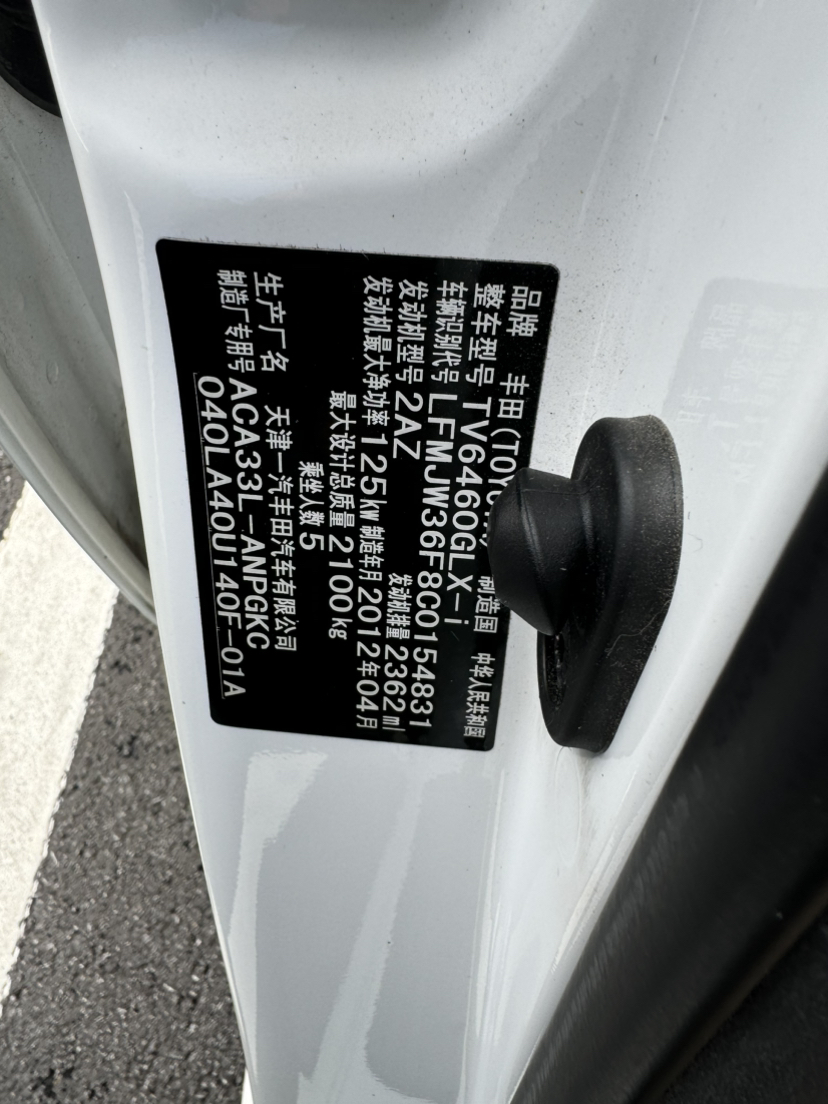 品牌 丰田(TOYO 制造国 中华人民共和国
整车型号 TV6460GLX-i
车辆识别代号 LFMJW36F8C0154831
发动机型号 2AZ 发动机排量 2362ml
发动机最大净功率 125kW 制造年月 2012年04月
最大设计总质量 2100kg
乘坐人数 5
生产厂名 天津一汽丰田汽车有限公司
制造厂专用号 ACA33L-ANPGKC
040LA40U140F-01A